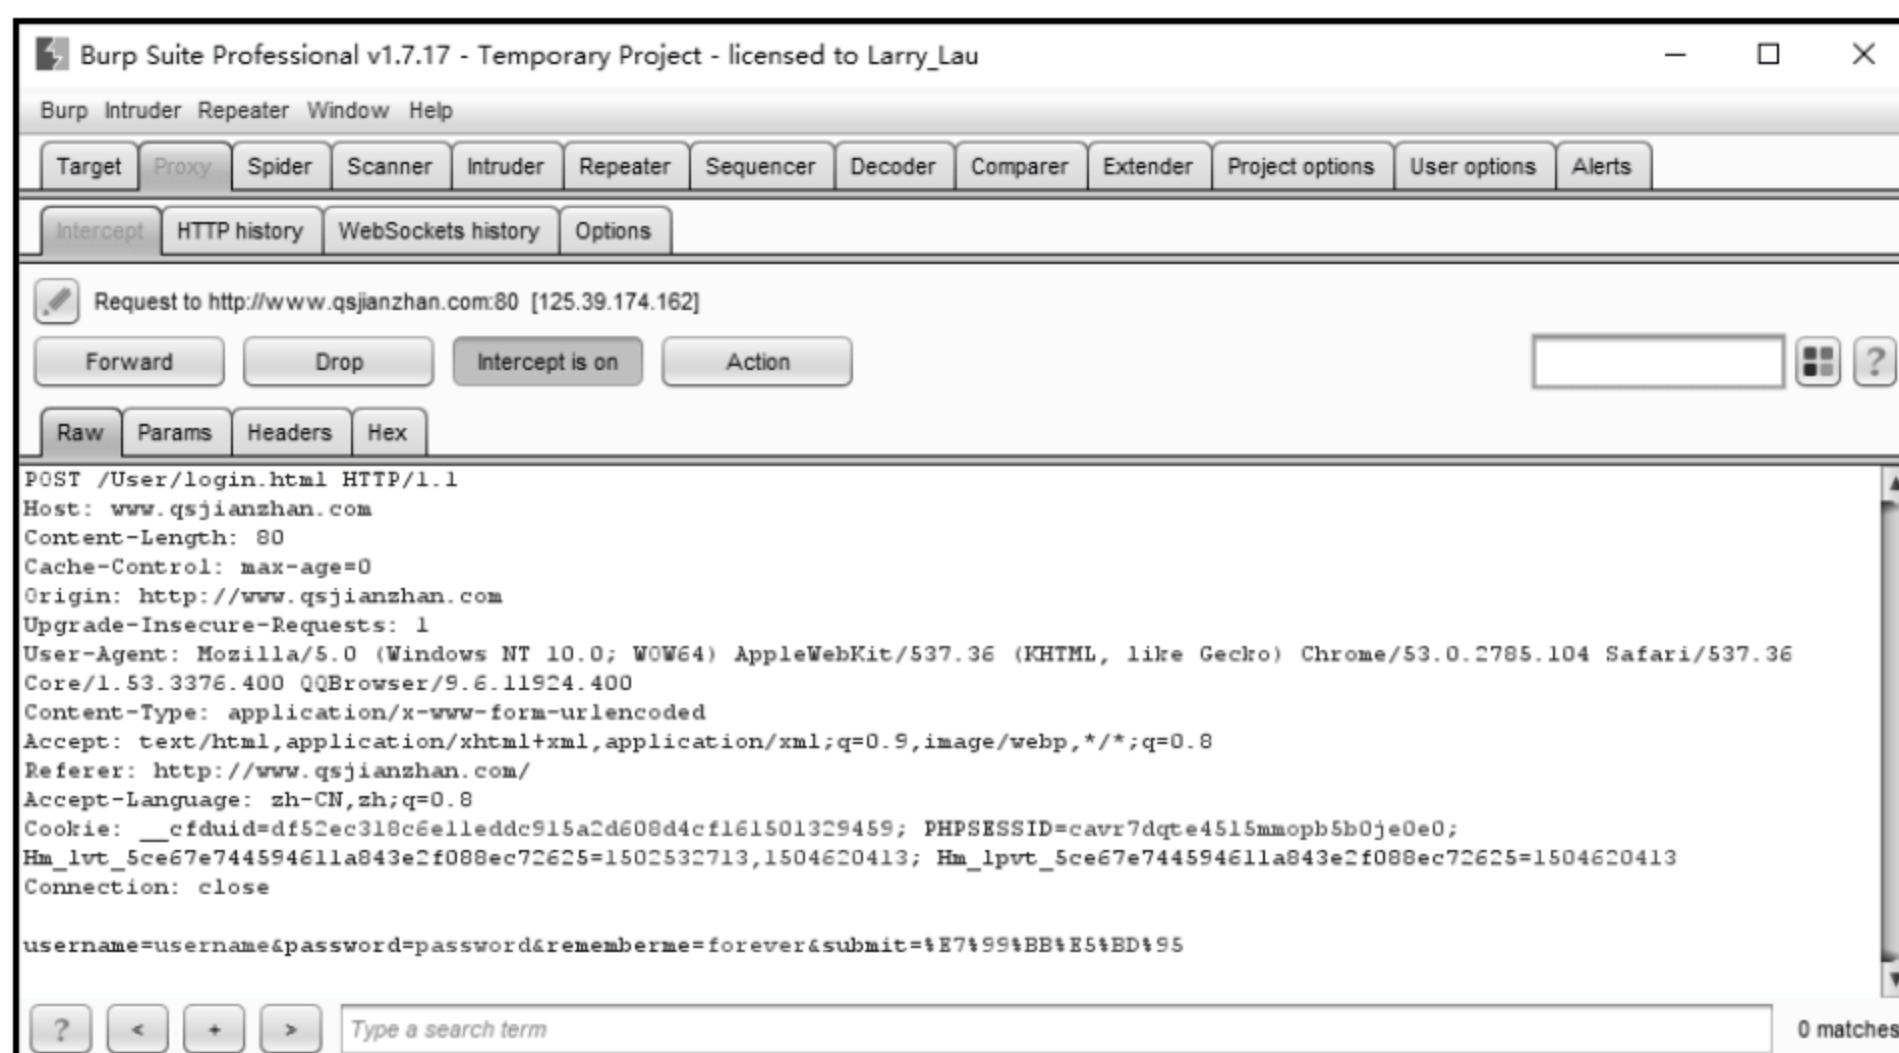 Burp Suite Professional v1.7.17 - Temporary Project - licensed to Larry_Lau
Burp Intruder Repeater Window Help
Target Proxy Spider Scanner Intruder Repeater Sequencer Decoder Comparer Extender Project options User options Alerts
Intercept HTTP history WebSockets history Options
Request to http://www.qsjianzhan.com:80 [125.39.174.162]
Forward Drop Intercept is on Action ?
Raw Params Headers Hex
POST /User/login.html HTTP/1.1
Host: www.qsjianzhan.com
Content-Length: 80
Cache-Control: max-age=0
Origin: http://www.qsjianzhan.com
Upgrade-Insecure-Requests: 1
User-Agent: Mozilla/5.0 (Windows NT 10.0; WOW64) AppleWebKit/537.36 (KHTML, like Gecko) Chrome/53.0.2785.104 Safari/537.36
Core/1.53.3376.400 QQBrowser/9.6.11924.400
Content-Type: application/x-www-form-urlencoded
Accept: text/html,application/xhtml+xml,application/xml;q=0.9,image/webp,*/*;q=0.8
Referer: http://www.qsjianzhan.com/
Accept-Language: zh-CN,zh;q=0.8
Cookie: __cfduid=df52ec318c6e11eddc915a2d608d4cf161501329459; PHPSESSID=cavr7dqte4515mmopb5b0je0e0;
Hm_lvt_5ce67e744594611a843e2f088ec72625=1502532713,1504620413; Hm_lpvt_5ce67e744594611a843e2f088ec72625=1504620413
Connection: close
username=username&password=password&rememberme=forever&submit=%E7%99%BB%E5%BD%95
? < + > Type a search term 0 matches